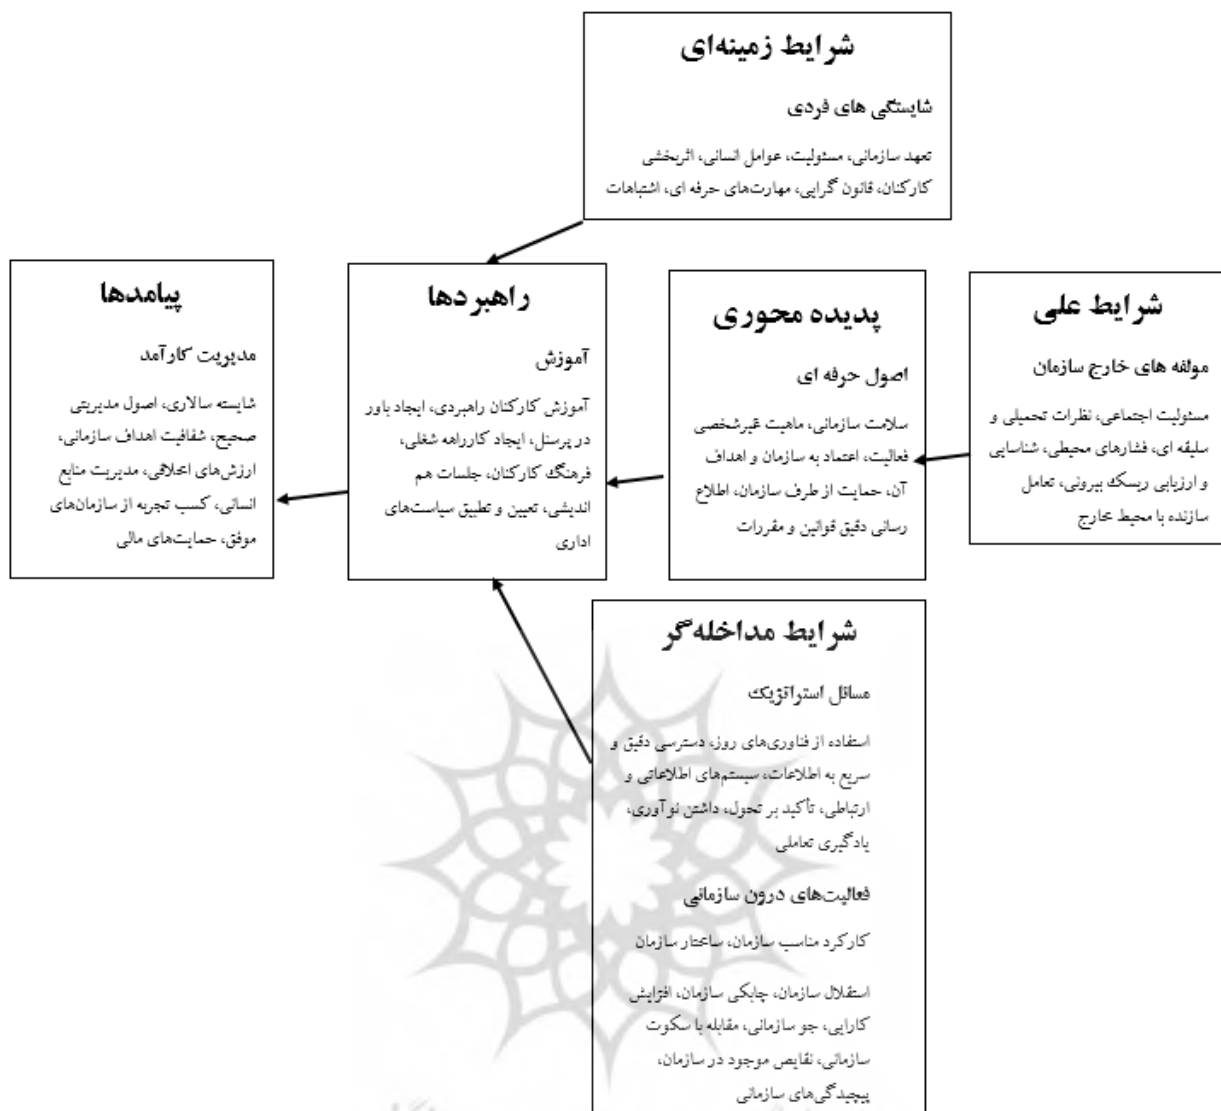 شرایط زمینه‌ای
شایستگی های فردی
تعهد سازمانی، مسئولیت، عوامل انسانی، اثربخشی
کارکنان، قانون گرایی، مهارت‌های حرفه ای، اشتباهات
شرایط علی
مولفه های خارج سازمان
مسئولیت اجتماعی، نظرات تحمیلی و
سلیقه ای، فشارهای محیطی، شناسایی
و ارزیابی ریسک بیرونی، تعامل
سازنده با محیط خارج
پدیده محوری
اصول حرفه ای
سلامت سازمانی، ماهیت غیرشخصی
فعالیت، اعتماد به سازمان و اهداف
آن، حمایت از طرف سازمان، اطلاع
رسانی دقیق قوانین و مقررات
راهبردها
آموزش
آموزش کارکنان راهبردی، ایجاد باور
در پرسنل، ایجاد کارراهه شغلی،
فرهنگ کارکنان، جلسات هم
اندیشی، تعیین و تطبیق سیاست‌های
اداری
پیامدها
مدیریت کارآمد
شایسته سالاری، اصول مدیریتی
صحیح، شفافیت اهداف سازمانی،
ارزش‌های اخلاقی، مدیریت منابع
انسانی، کسب تجربه از سازمان‌های
موفق، حمایت‌های مالی
شرایط مداخله‌گر
مسائل استراتژیک
استفاده از فناوری‌های روز، دسترسی دقیق و
سریع به اطلاعات، سیستم‌های اطلاعاتی و
ارتباطی، تأکید بر تحول، داشتن نوآوری،
یادگیری تعاملی
فعالیت‌های درون سازمانی
کارکرد مناسب سازمان، ساختار سازمان
استقلال سازمان، چابکی سازمان، افزایش
کارایی، جو سازمانی، مقابله با سکوت
سازمانی، نقایص موجود در سازمان،
پیچیدگی‌های سازمانی